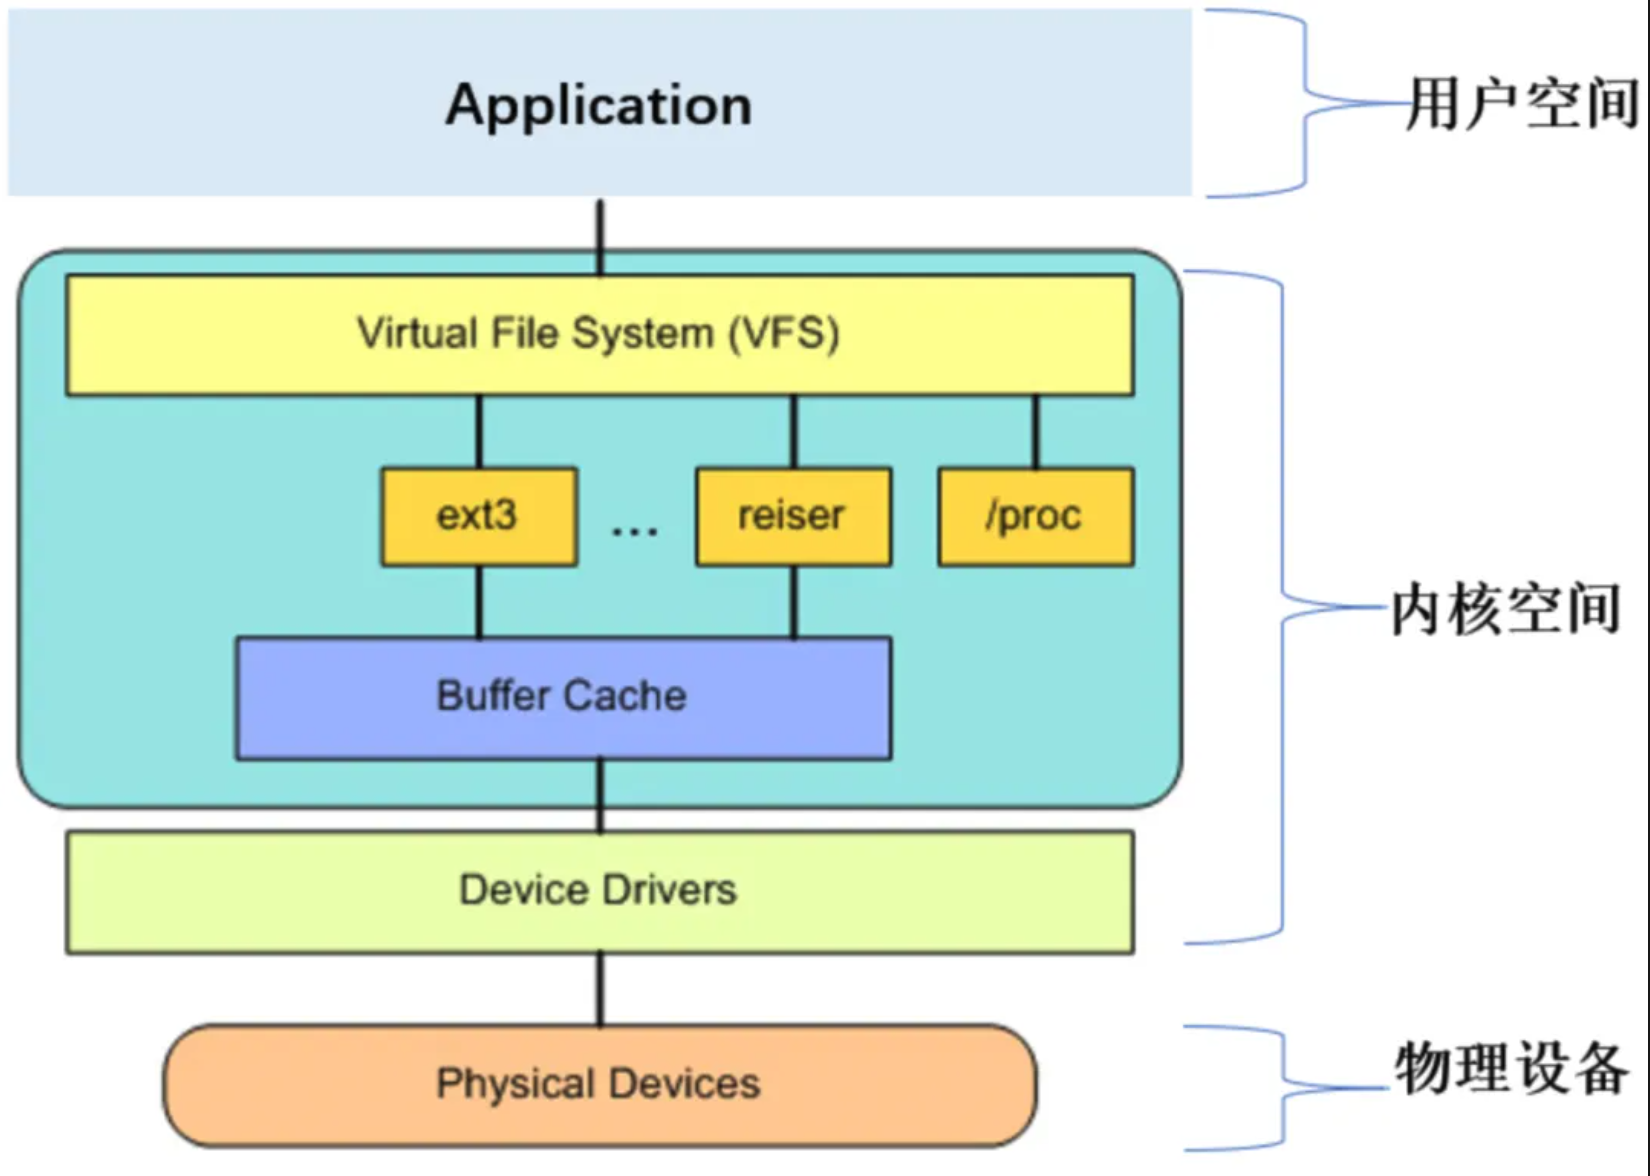 Application
用户空间
Virtual File System (VFS)
ext3
...
reiser
/proc
内核空间
Buffer Cache
Device Drivers
Physical Devices
物理设备